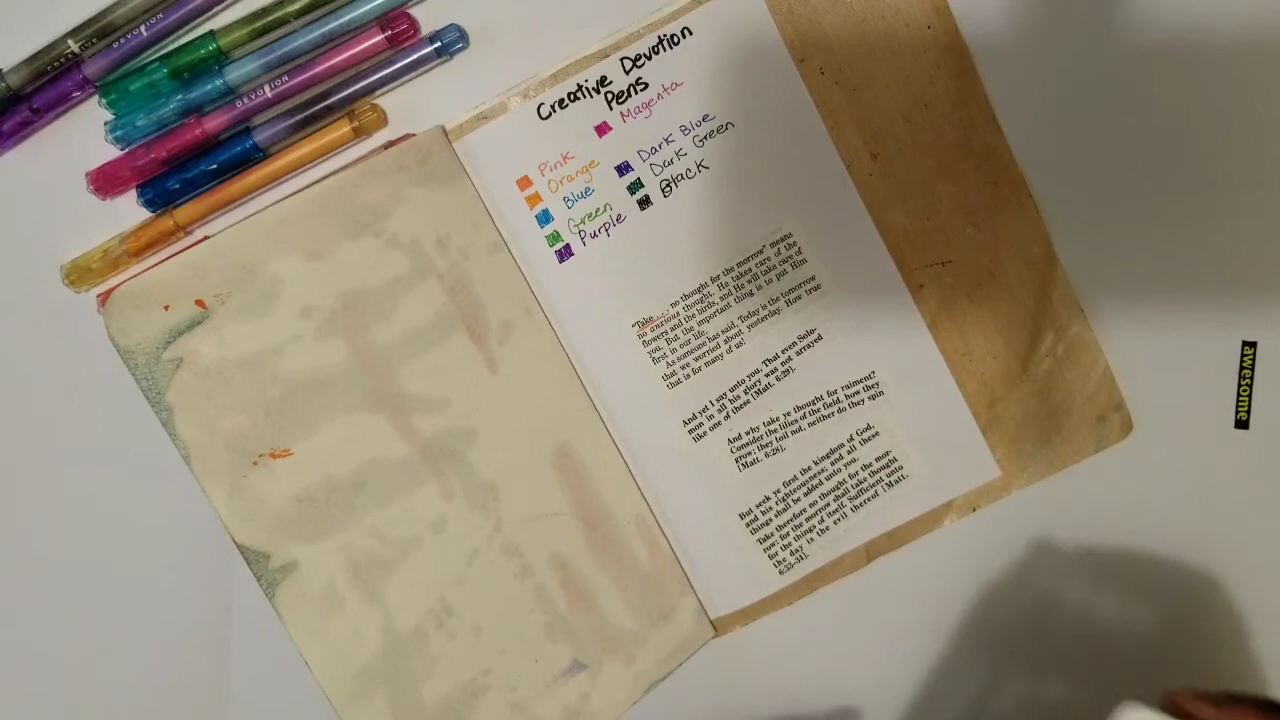 CREATIVE
DEVOTION
DEVOTION
Creative Devotion
Pens
Magenta
Pink
Orange
Blue
Green
Purple
Dark Blue
Dark Green
Black
"Take . . . no thought for the morrow" means
no anxious thought. He takes care of the
flowers and the birds, and He will take care of
you. But the important thing is to put Him
first in our life.
As someone has said, Today is the tomorrow
that we worried about yesterday. How true
that is for many of us!
And yet I say unto you, That even Solo-
mon in all his glory was not arrayed
like one of these [Matt. 6:29].
And why take ye thought for raiment?
Consider the lilies of the field, how they
grow; they toil not, neither do they spin
[Matt. 6:28].
But seek ye first the kingdom of God,
and his righteousness; and all these
things shall be added unto you.
Take therefore no thought for the mor-
row: for the morrow shall take thought
for the things of itself. Sufficient unto
the day is the evil thereof [Matt.
6:33–34].
awesome